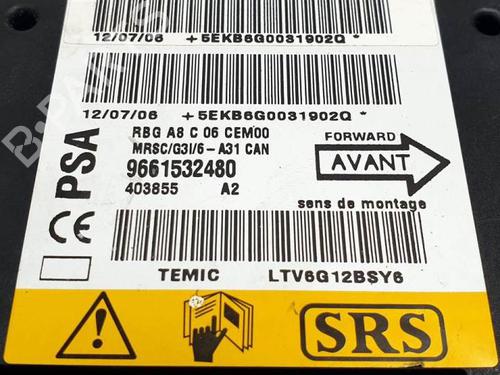 12/07/06 +5EKB6G0031902Q *
12/07/06 +5EKB6G0031902Q *
PSA
RBG A8 C 06 CEM00
MRSC/G3I/6 - A31 CAN
9661532480
403855 A2
FORWARD
AVANT
sens de montage
CE
TEMIC LTV6G12BSY6
SRS